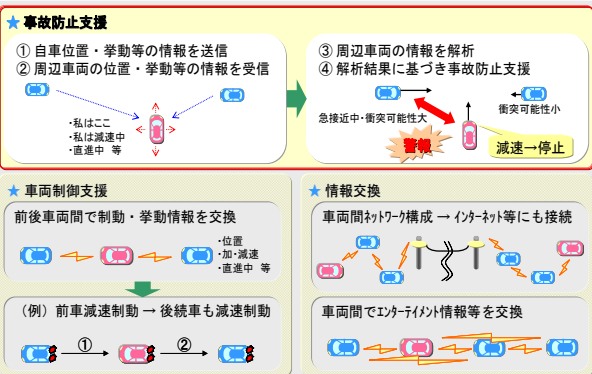 ★ 事故防止支援
① 自車位置・挙動等の情報を送信
② 周辺車両の位置・挙動等の情報を受信
・私はここ
・私は減速中
・直進中 等
③ 周辺車両の情報を解析
④ 解析結果に基づき事故防止支援
急接近中・衝突可能性大
衝突可能性小
警報
減速→停止
★ 車両制御支援
前後車両間で制動・挙動情報を交換
・位置
・加・減速
・直進中 等
（例）前車減速制動 → 後続車も減速制動
① ②
★ 情報交換
車両間ﾈｯﾄﾜｰｸ構成 → ｲﾝﾀｰﾈｯﾄ等にも接続
車両間でｴﾝﾀｰﾃｲﾒﾝﾄ情報等を交換